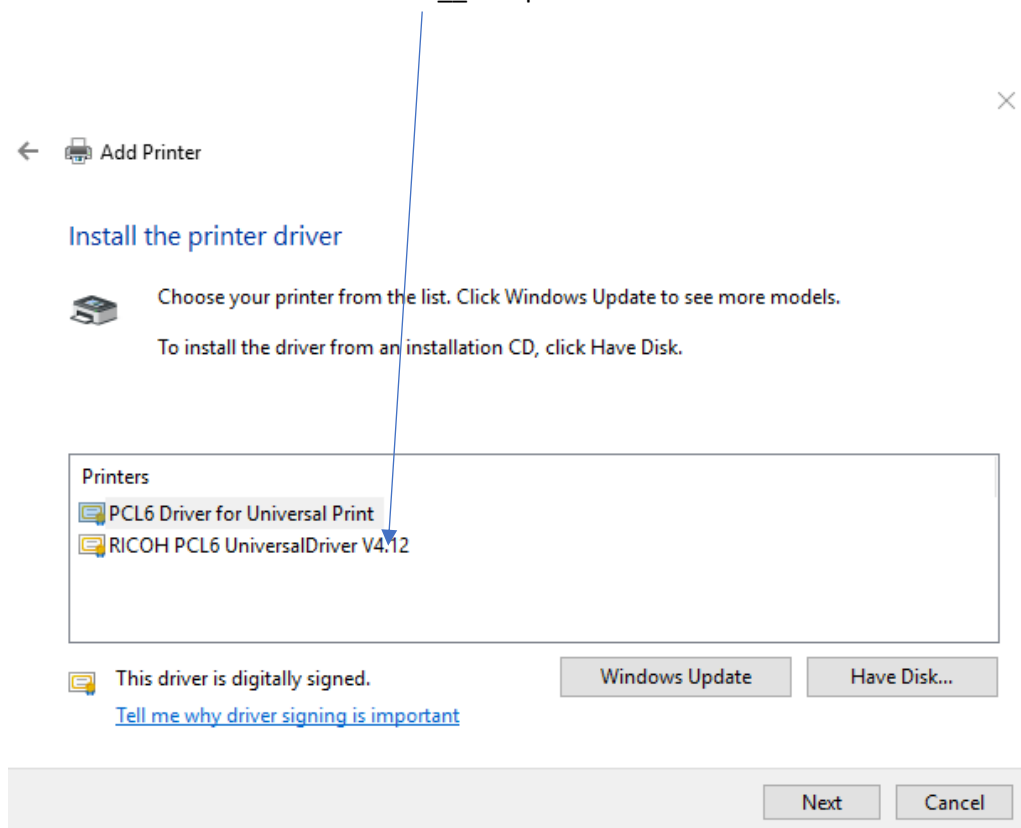 Add Printer
Install the printer driver
Choose your printer from the list. Click Windows Update to see more models.
To install the driver from an installation CD, click Have Disk.
Printers
PCL6 Driver for Universal Print
RICOH PCL6 UniversalDriver V4.12
This driver is digitally signed.
Windows Update
Have Disk...
Tell me why driver signing is important
Next
Cancel